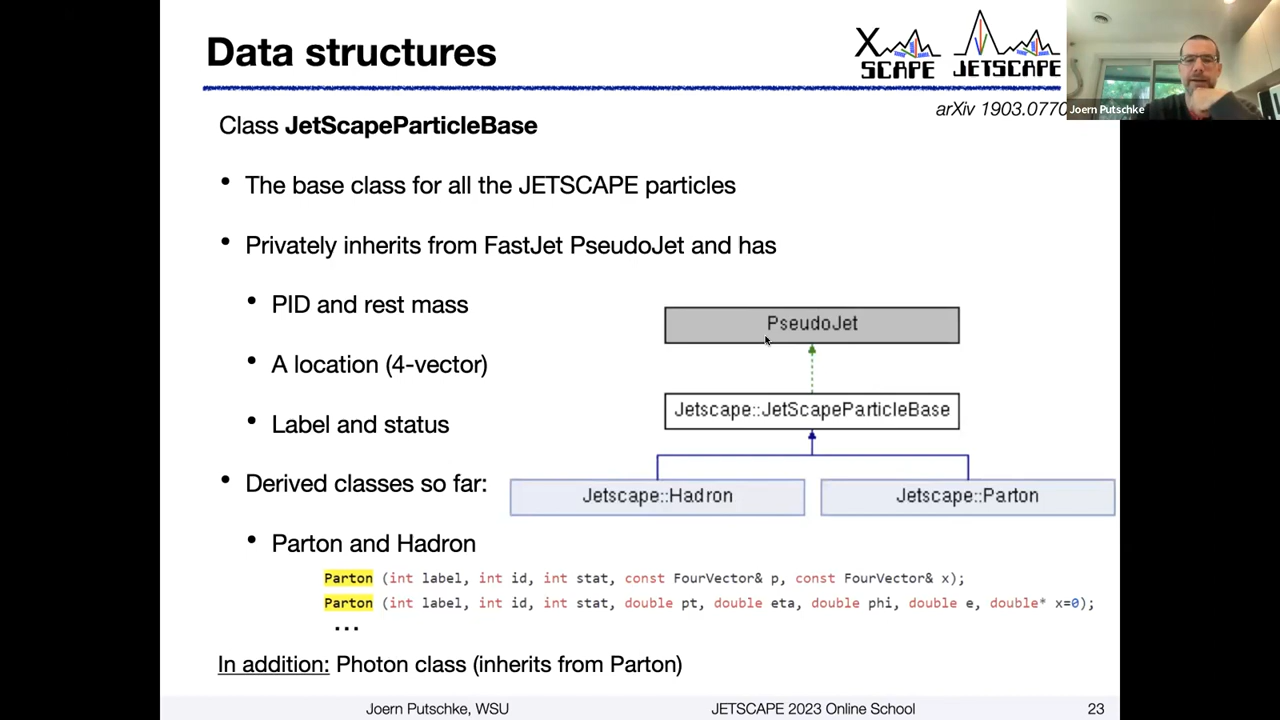 Data structures
X
SCAPE
JETSCAPE
arXiv 1903.0770
Joern Putschke
Class JetScapeParticleBase
• The base class for all the JETSCAPE particles
• Privately inherits from FastJet PseudoJet and has
• PID and rest mass
• A location (4-vector)
• Label and status
• Derived classes so far:
• Parton and Hadron
PseudoJet
Jetscape::JetScapeParticleBase
Jetscape::Hadron
Jetscape::Parton
Parton (int label, int id, int stat, const FourVector& p, const FourVector& x);
Parton (int label, int id, int stat, double pt, double eta, double phi, double e, double* x=0);
...
In addition: Photon class (inherits from Parton)
Joern Putschke, WSU
JETSCAPE 2023 Online School
23